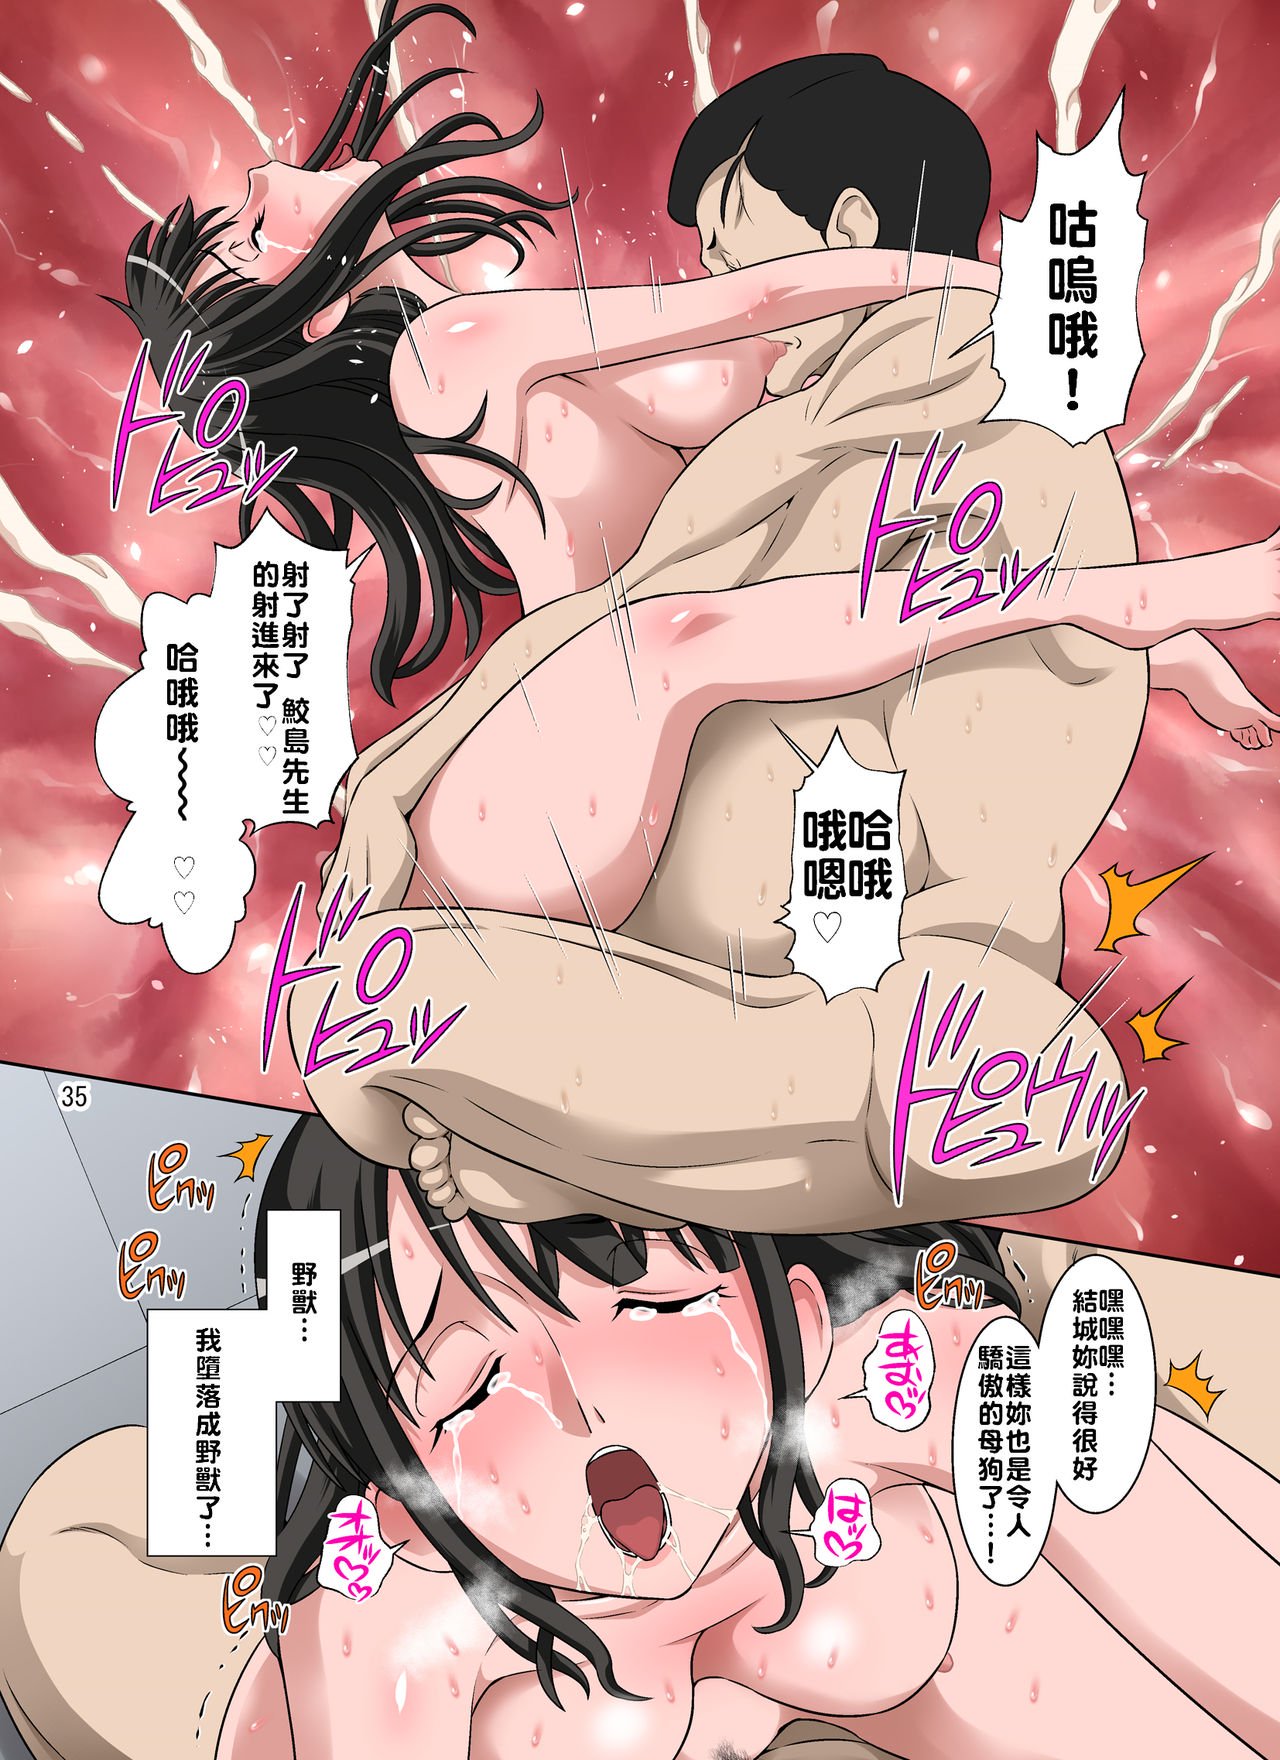 咕嗚哦！
ドピュッ
ドピュッ
射了射了 鮫島先生
的射進來了♡♡
哈哦哦～～～♡♡
哈哦
哦嗯♡
ドピュッ
ドピュルルッ
35
嘿嘿嘿…
結城妳說得很好
這樣妳也是令人
驕傲的母狗了…！
ピクッ
ピクッ
ピクッ
野獸…
我墮落成野獸了…
はっ♡
オオッ♡♡
ピクッ